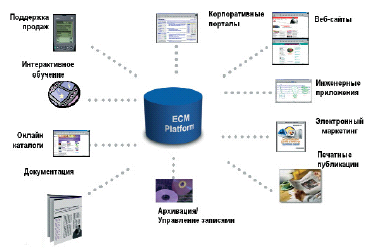 Поддержка
продаж
Корпоративные
порталы
Веб-сайты
Интерактивное
обучение
Инженерные
приложения
ECM
Platform
Онлайн
каталоги
Электронный
маркетинг
Документация
Печатные
публикации
Архивация/
Управление записями